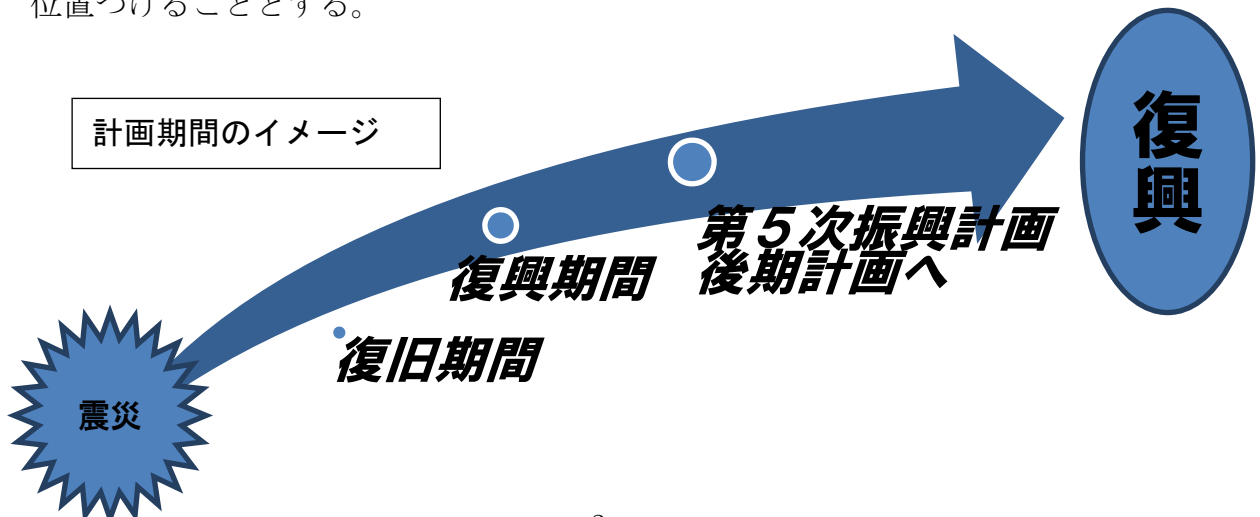 位置づけることとする。
計画期間のイメージ
復興
第５次振興計画
後期計画へ
復興期間
復旧期間
震災